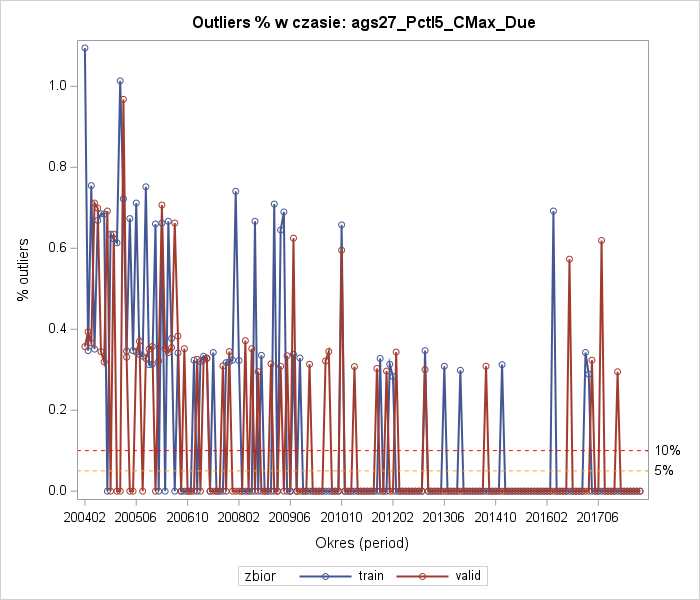 Outliers % w czasie: ags27_Pctl5_CMax_Due
% outliers
1.0
0.8
0.6
0.4
0.2
0.0
10%
5%
200402 200506 200610 200802 200906 201010 201202 201306 201410 201602 201706
Okres (period)
zbior train valid